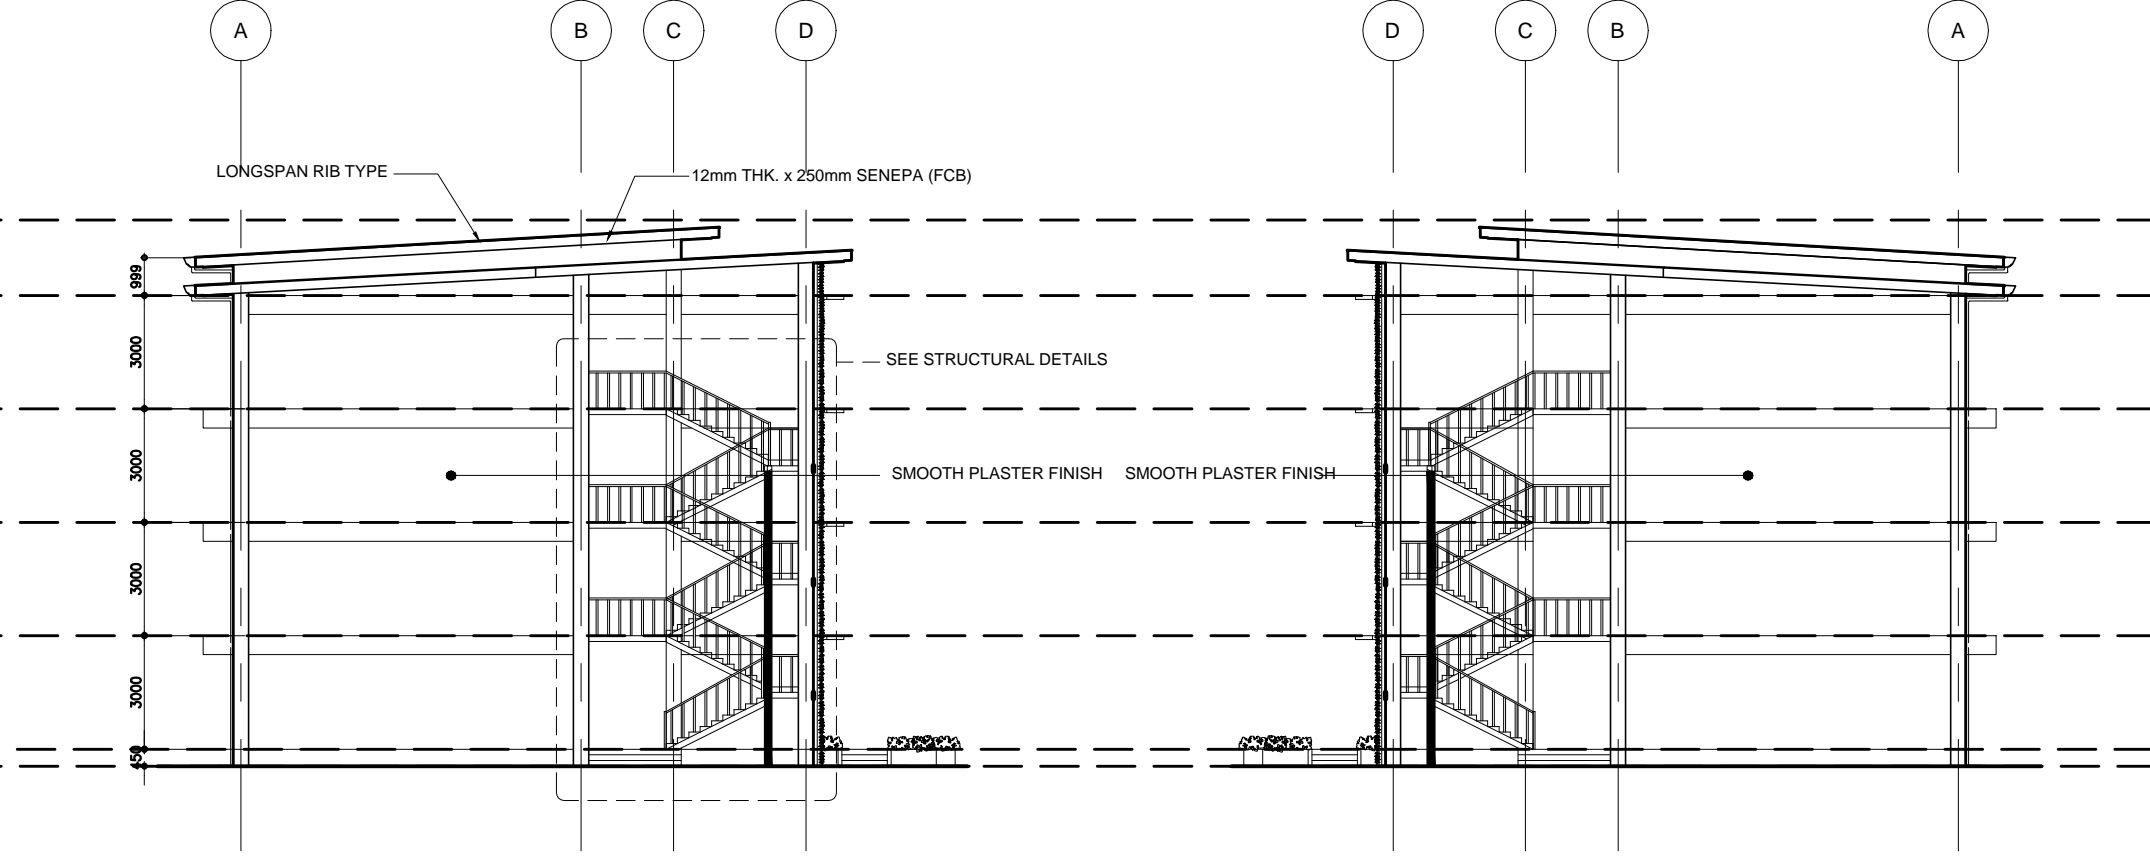 A B C D D C B A
LONGSPAN RIB TYPE
12mm THK. x 250mm SENEPA (FCB)
999
3000
SEE STRUCTURAL DETAILS
3000
SMOOTH PLASTER FINISH SMOOTH PLASTER FINISH
3000
3000
450